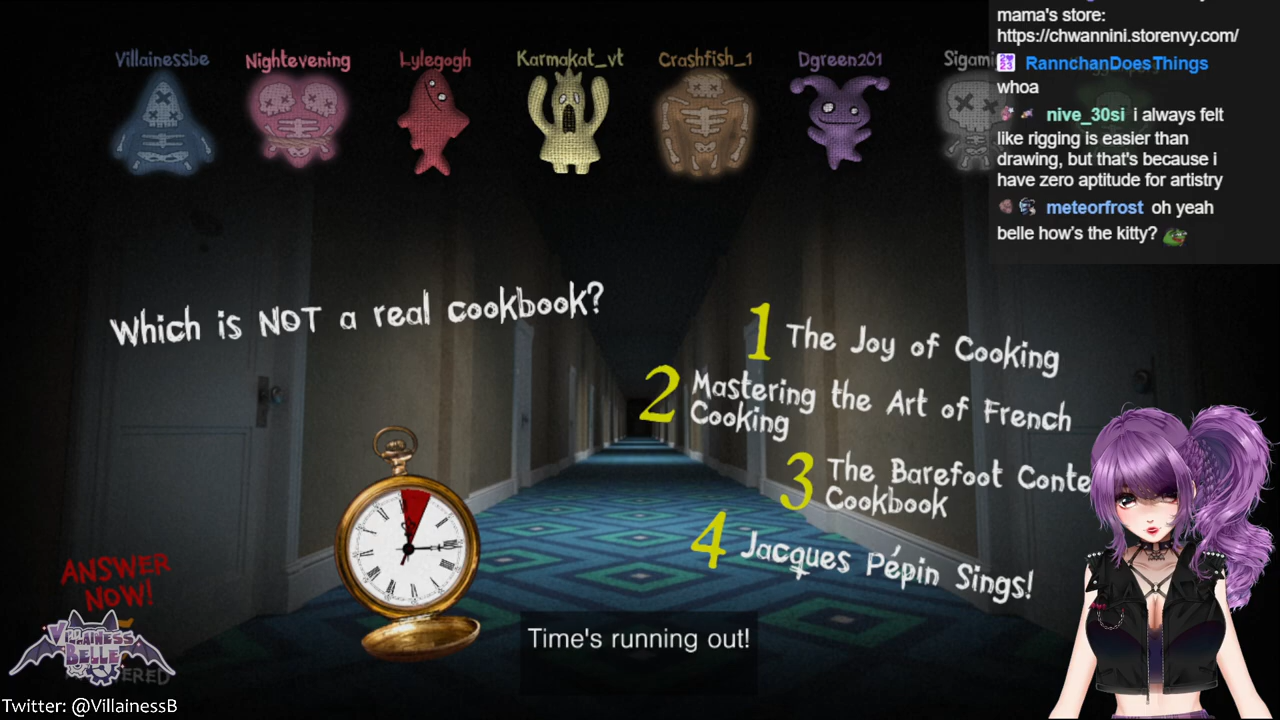 mama's store:
https://chwannini.storenvy.com/
Villainessbe Nightevening Lylegogh Karmakat_vt Crashfish_1 Dgreen201 Sigami
RannchanDoesThings
whoa
nive_30si i always felt
like rigging is easier than
drawing, but that's because i
have zero aptitude for artistry
meteorfrost oh yeah
belle how's the kitty?
Which is NOT a real cookbook?
1 The Joy of Cooking
2 Mastering the Art of French
Cooking
3 The Barefoot Conte
Cookbook
4 Jacques Pépin Sings!
ANSWER
NOW!
VILLAINESS
BELLE
Time's running out!
Twitter: @VillainessB